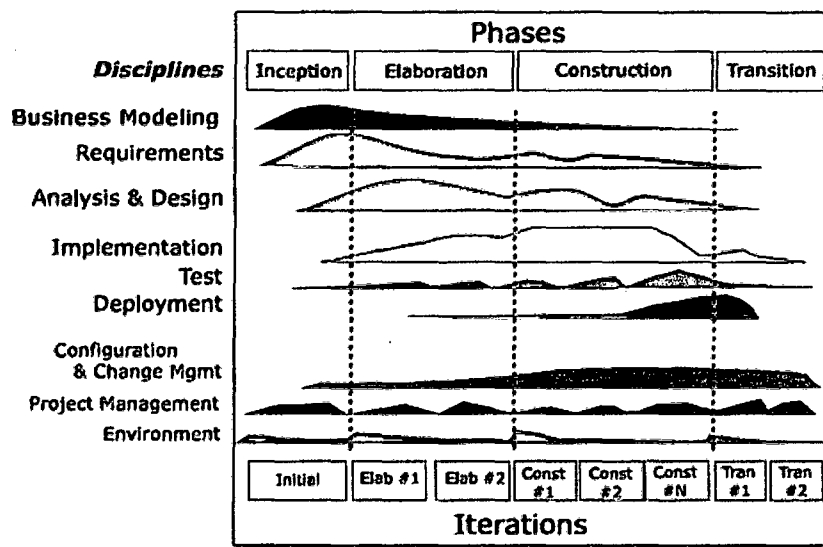 Phases
Disciplines
Inception
Elaboration
Construction
Transition
Business Modeling
Requirements
Analysis & Design
Implementation
Test
Deployment
Configuration
& Change Mgmt
Project Management
Environment
Initial
Elab #1
Elab #2
Const
#1
Const
#2
Const
#N
Tran
#1
Tran
#2
Iterations